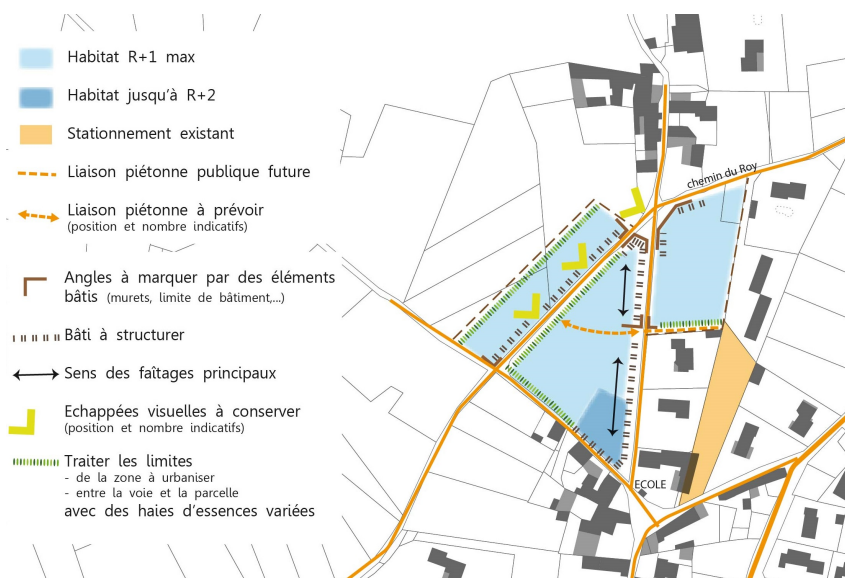 Habitat R+1 max
Habitat jusqu'à R+2
Stationnement existant
Liaison piétonne publique future
Liaison piétonne à prévoir
(position et nombre indicatifs)
Angles à marquer par des éléments
bâtis (murets, limite de bâtiment,...)
Bâti à structurer
Sens des faîtages principaux
Echappées visuelles à conserver
(position et nombre indicatifs)
Traiter les limites
- de la zone à urbaniser
- entre la voie et la parcelle
avec des haies d'essences variées
chemin du Roy
ECOLE